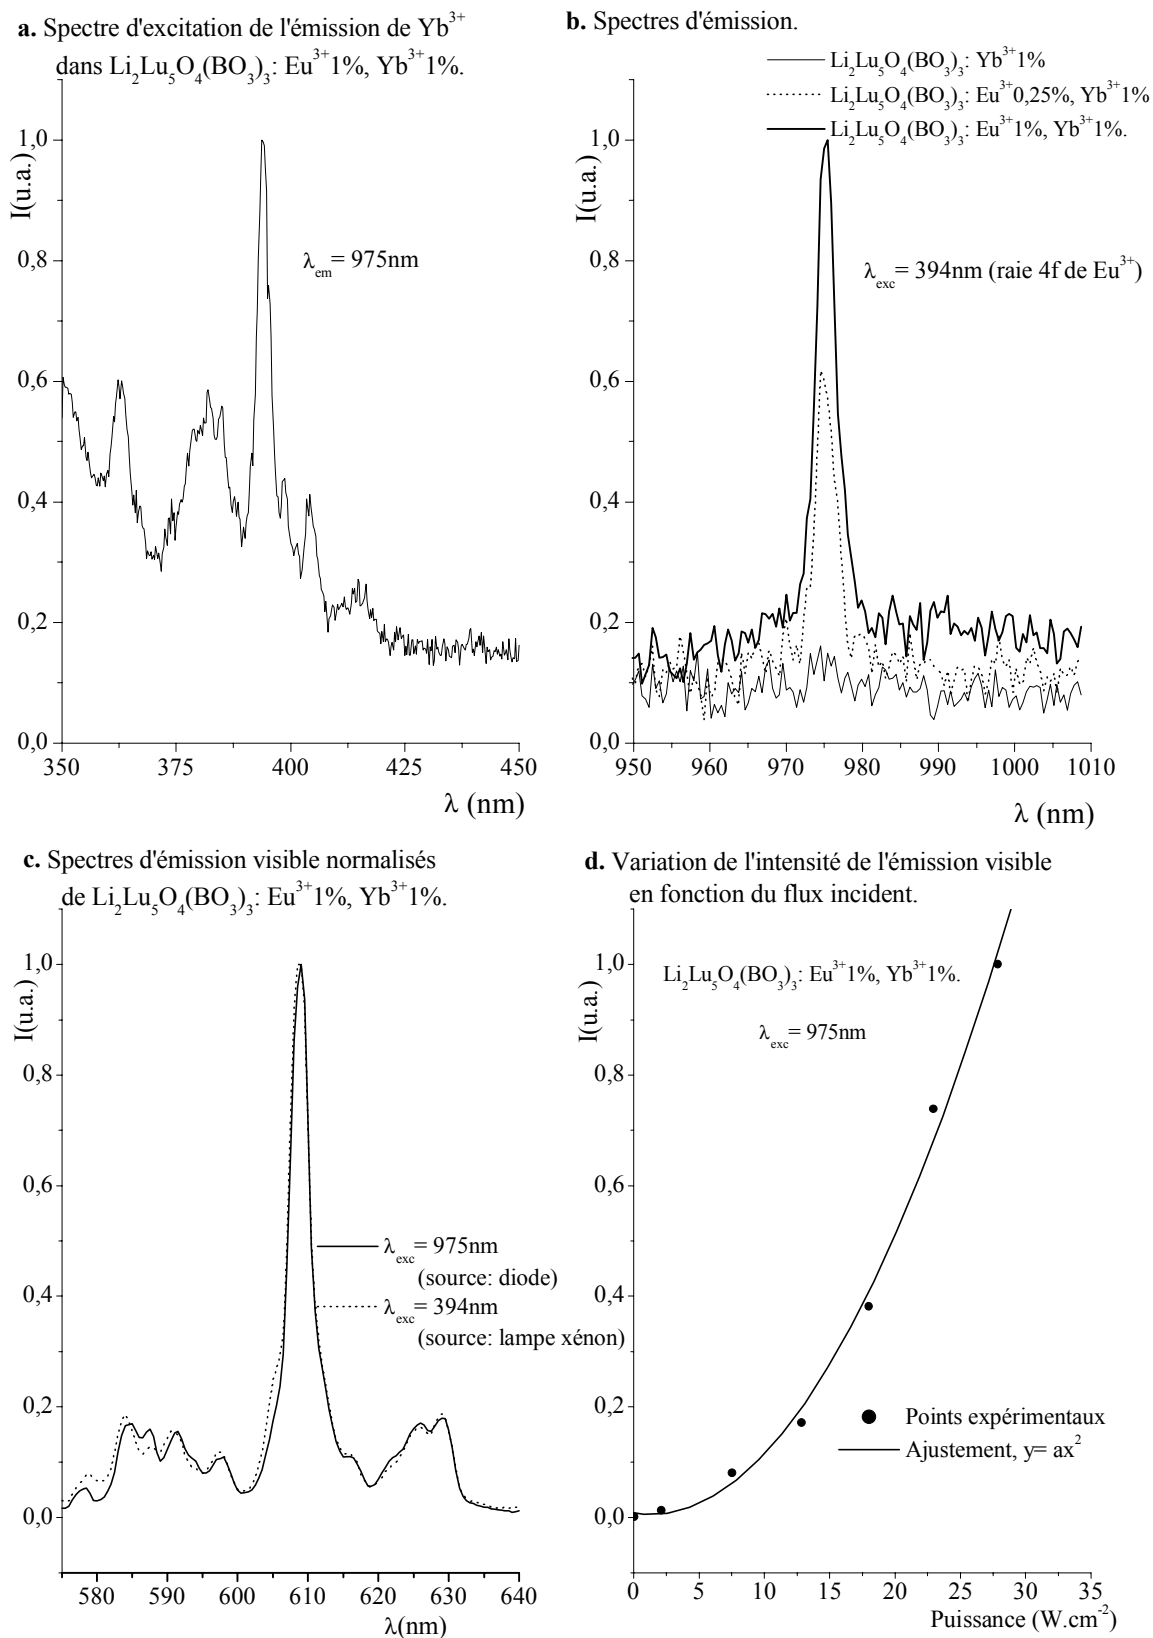 a. Spectre d'excitation de l'émission de Yb³⁺
dans Li₂Lu₅O₄(BO₃)₃: Eu³⁺1%, Yb³⁺1%.
I(u.a.)
1,0
0,8
0,6
0,4
0,2
0,0
λem= 975nm
350 375 400 425 450
λ (nm)
b. Spectres d'émission.
Li₂Lu₅O₄(BO₃)₃: Yb³⁺1%
Li₂Lu₅O₄(BO₃)₃: Eu³⁺0,25%, Yb³⁺1%
Li₂Lu₅O₄(BO₃)₃: Eu³⁺1%, Yb³⁺1%.
I(u.a.)
1,0
0,8
0,6
0,4
0,2
0,0
λexc= 394nm (raie 4f de Eu³⁺)
950 960 970 980 990 1000 1010
λ (nm)
c. Spectres d'émission visible normalisés
de Li₂Lu₅O₄(BO₃)₃: Eu³⁺1%, Yb³⁺1%.
I(u.a.)
1,0
0,8
0,6
0,4
0,2
0,0
λexc= 975nm
(source: diode)
λexc= 394nm
(source: lampe xénon)
580 590 600 610 620 630 640
λ(nm)
d. Variation de l'intensité de l'émission visible
en fonction du flux incident.
I(u.a.)
1,0
0,8
0,6
0,4
0,2
0,0
Li₂Lu₅O₄(BO₃)₃: Eu³⁺1%, Yb³⁺1%.
λexc= 975nm
Points expérimentaux
Ajustement, y= ax²
0 5 10 15 20 25 30 35
Puissance (W.cm⁻²)